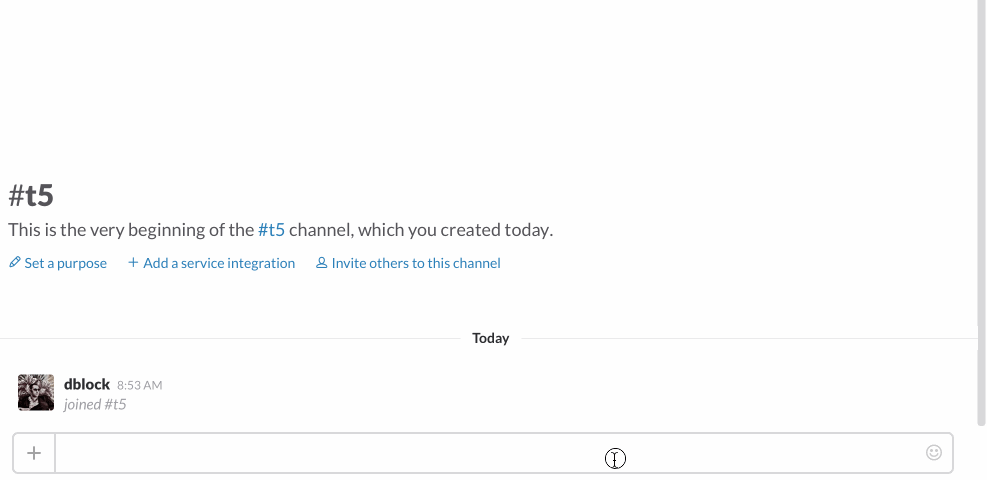 #t5
This is the very beginning of the #t5 channel, which you created today.
Set a purpose + Add a service integration Invite others to this channel
Today
dblock 8:53 AM
joined #t5
+